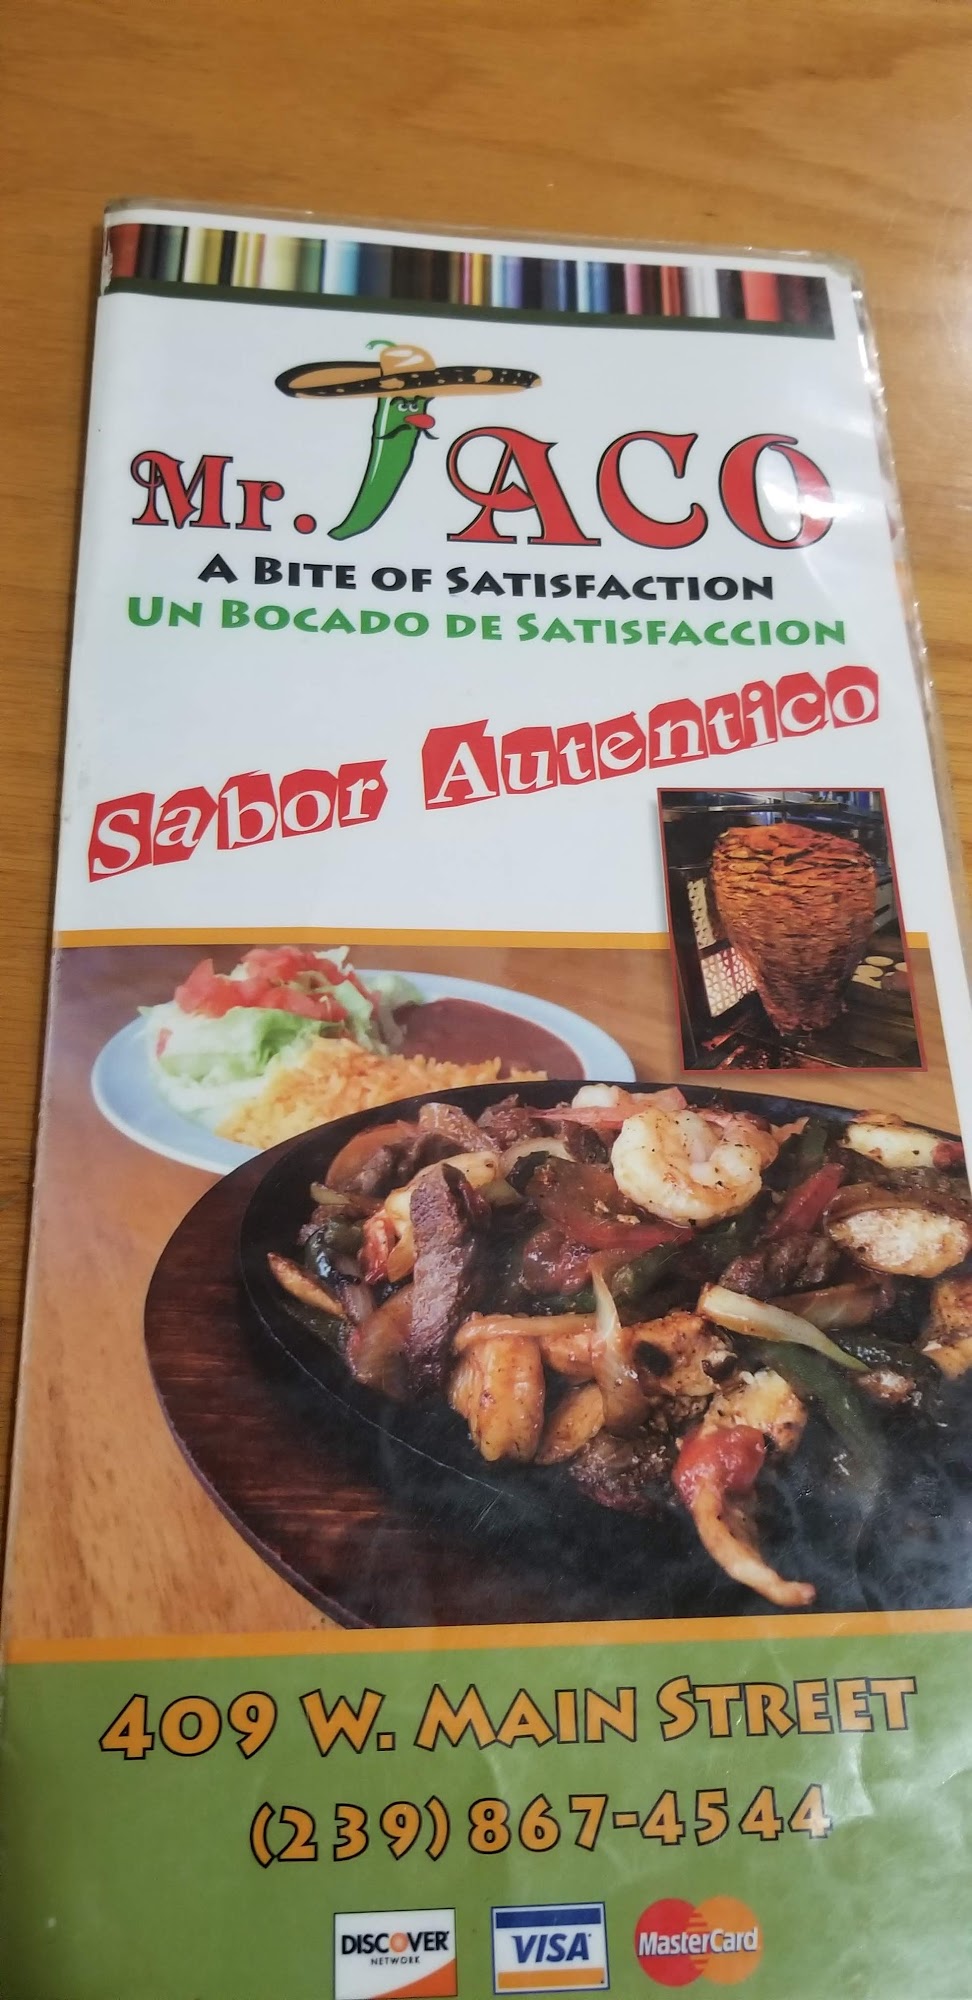 Mr. TACO
A BITE OF SATISFACTION
UN BOCADO DE SATISFACCION
Sabor Autentico
409 W. MAIN STREET
(239) 867-4544
DISCOVER VISA MasterCard
NETWORK